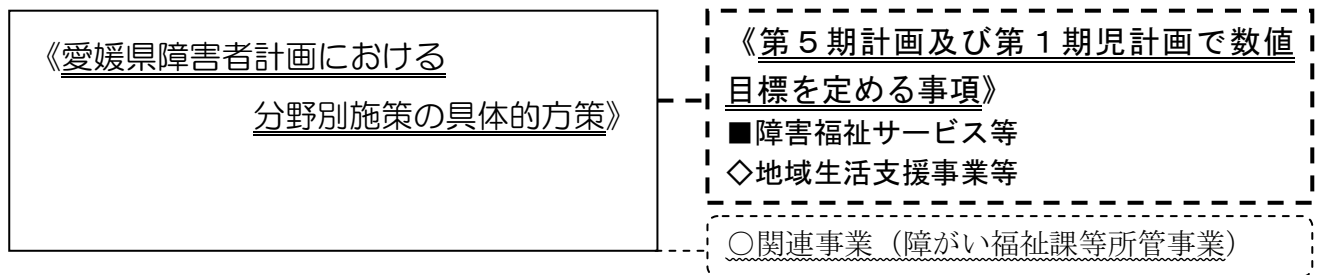 《愛媛県障害者計画における
分野別施策の具体的方策》
《第５期計画及び第１期児計画で数値
目標を定める事項》
■障害福祉サービス等
◇地域生活支援事業等
○関連事業（障がい福祉課等所管事業）